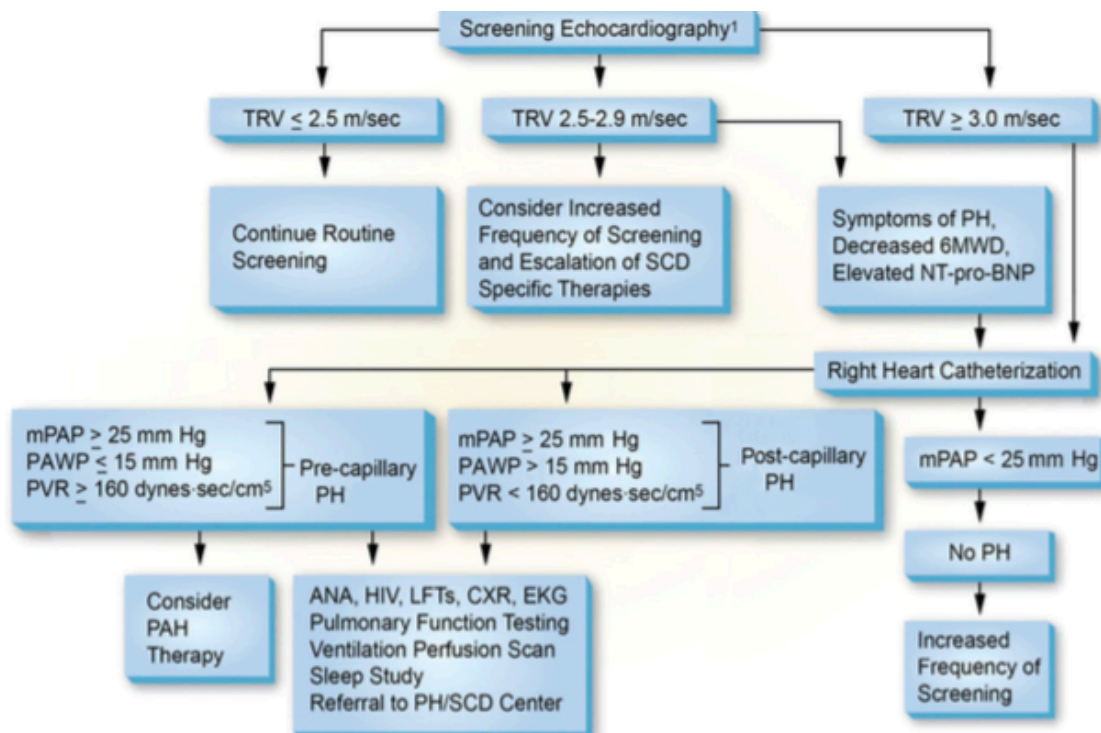 Screening Echocardiography¹
TRV ≤ 2.5 m/sec
TRV 2.5-2.9 m/sec
TRV ≥ 3.0 m/sec
Continue Routine
Screening
Consider Increased
Frequency of Screening
and Escalation of SCD
Specific Therapies
Symptoms of PH,
Decreased 6MWD,
Elevated NT-pro-BNP
Right Heart Catheterization
mPAP ≥ 25 mm Hg
PAWP ≤ 15 mm Hg
PVR ≥ 160 dynes·sec/cm⁵
Pre-capillary
PH
mPAP ≥ 25 mm Hg
PAWP > 15 mm Hg
PVR < 160 dynes·sec/cm⁵
Post-capillary
PH
mPAP < 25 mm Hg
No PH
Increased
Frequency of
Screening
Consider
PAH
Therapy
ANA, HIV, LFTs, CXR, EKG
Pulmonary Function Testing
Ventilation Perfusion Scan
Sleep Study
Referral to PH/SCD Center